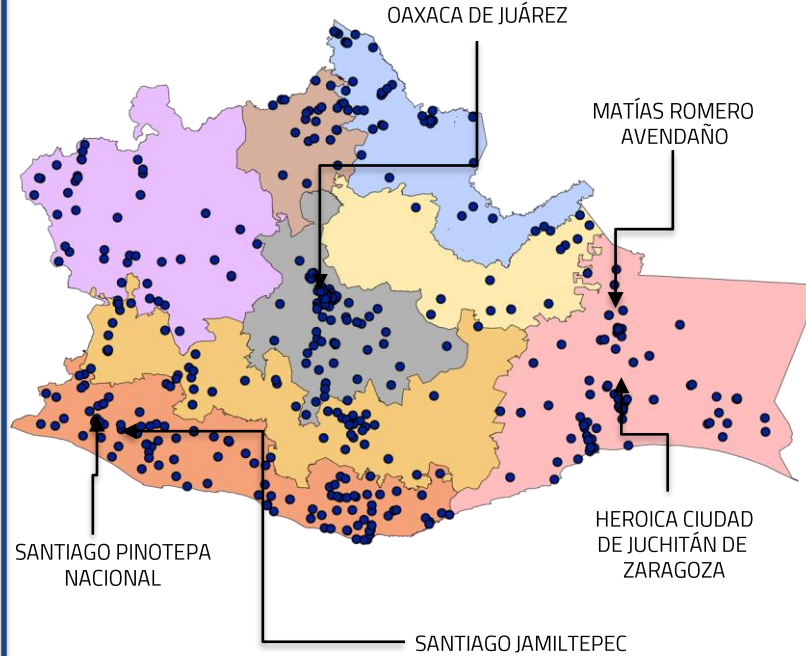 OAXACA DE JUÁREZ
MATÍAS ROMERO
AVENDAÑO
HEROICA CIUDAD
DE JUCHITÁN DE
ZARAGOZA
SANTIAGO PINOTEPA
NACIONAL
SANTIAGO JAMILTEPEC